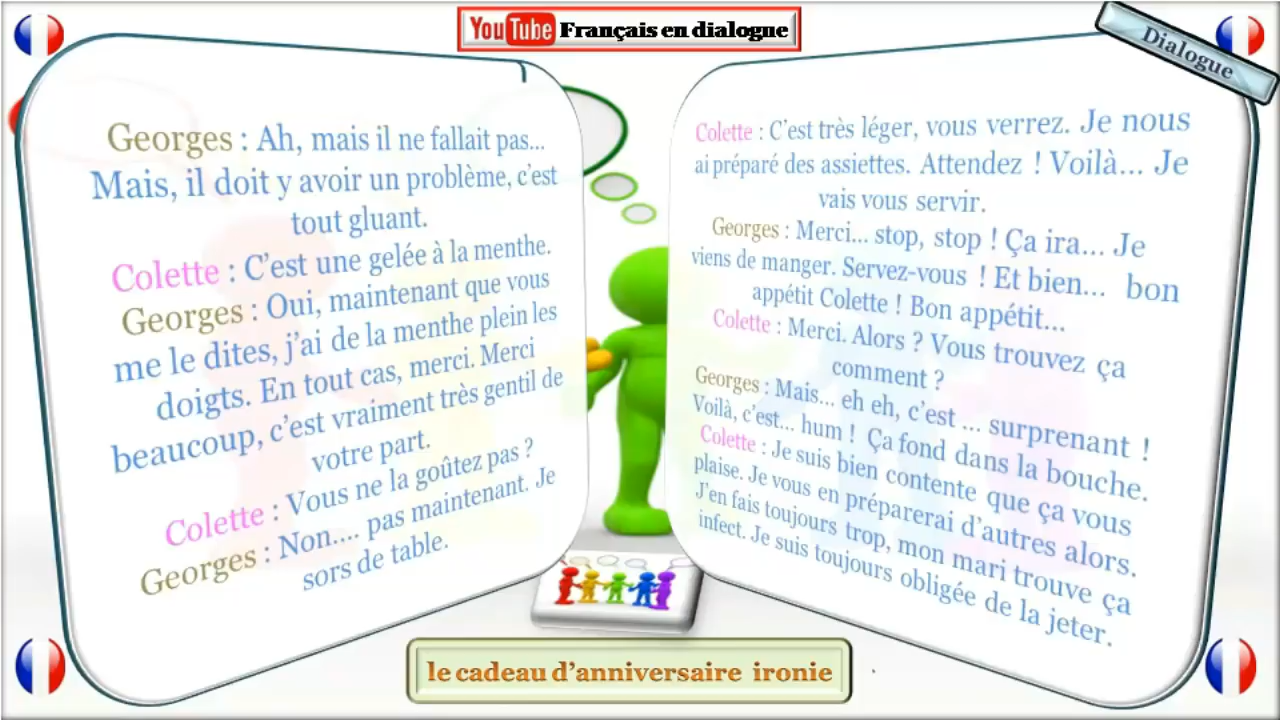 YouTube Français en dialogue
Dialogue
Georges : Ah, mais il ne fallait pas...
Mais, il doit y avoir un problème, c'est
tout gluant.
Colette : C'est une gelée à la menthe.
Georges : Oui, maintenant que vous
me le dites, j'ai de la menthe plein les
doigts. En tout cas, merci. Merci
beaucoup, c'est vraiment très gentil de
votre part.
Colette : Vous ne la goûtez pas ?
Georges : Non.... pas maintenant. Je
sors de table.
Colette : C'est très léger, vous verrez. Je nous
ai préparé des assiettes. Attendez ! Voilà... Je
vais vous servir.
Georges : Merci... stop, stop ! Ça ira... Je
viens de manger. Servez-vous ! Et bien... bon
appétit Colette ! Bon appétit...
Colette : Merci. Alors ? Vous trouvez ça
comment ?
Georges : Mais... eh eh, c'est ... surprenant !
Voilà, c'est... hum ! Ça fond dans la bouche.
Colette : Je suis bien contente que ça vous
plaise. Je vous en préparerai d'autres alors.
J'en fais toujours trop, mon mari trouve ça
infect. Je suis toujours obligée de la jeter.
le cadeau d'anniversaire ironie